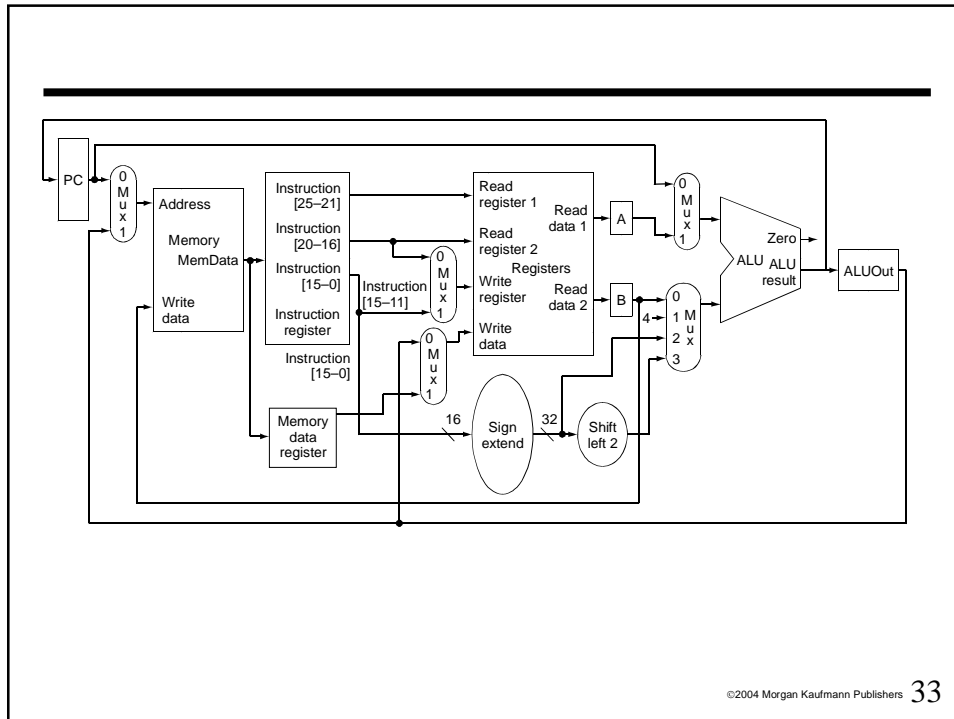 PC
0
M
u
x
1
Address
Memory
MemData
Write
data
Instruction
[25–21]
Instruction
[20–16]
Instruction
[15–0]
Instruction
register
Instruction
[15–11]
Instruction
[15–0]
Memory
data
register
0
M
u
x
1
0
M
u
x
1
Read
register 1
Read
register 2
Registers
Write
register
Write
data
Read
data 1
Read
data 2
16
Sign
extend
32
Shift
left 2
A
B
4
0
M
u
x
1
0
1
2
3
M
u
x
Zero
ALU
ALU
result
ALUOut
©2004 Morgan Kaufmann Publishers 33